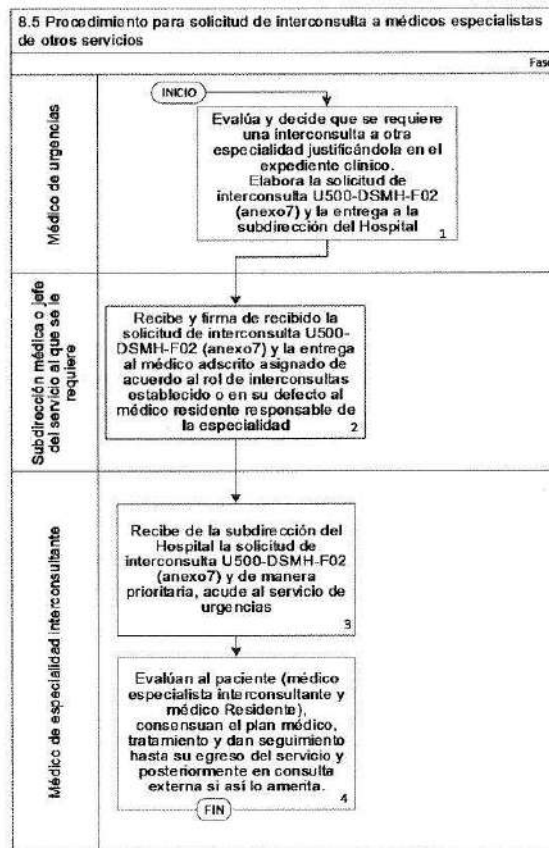 8.5 Procedimiento para solicitud de interconsulta a médicos especialistas
de otros servicios
Fase
Médico de urgencias
INICIO
Evalúa y decide que se requiere
una interconsulta a otra
especialidad justificándola en el
expediente clínico.
Elabora la solicitud de
interconsulta U500-DSMH-F02
(anexo7) y la entrega a la
subdirección del Hospital
1
Subdirección médica o jefe
del servicio al que se le
requiere
Recibe y firma de recibido la
solicitud de interconsulta U500-
DSMH-F02 (anexo7) y la entrega
al médico adscrito asignado de
acuerdo al rol de interconsultas
establecido o en su defecto al
médico residente responsable de
la especialidad
2
Médico de especialidad interconsultante
Recibe de la subdirección del
Hospital la solicitud de
interconsulta U500-DSMH-F02
(anexo7) y de manera
prioritaria, acude al servicio de
urgencias
3
Evalúan al paciente (médico
especialista interconsultante y
médico Residente),
consensuan el plan médico,
tratamiento y dan seguimiento
hasta su egreso del servicio y
posteriormente en consulta
externa si así lo amerita.
4
FIN